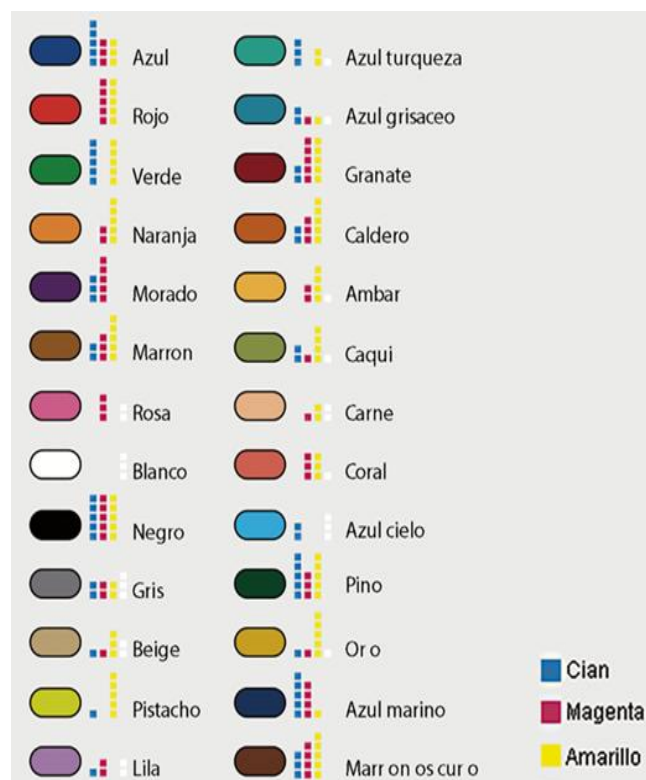 Azul
Azul turqueza
Rojo
Azul grisaceo
Verde
Granate
Naranja
Caldero
Morado
Ambar
Marron
Caqui
Rosa
Carne
Blanco
Coral
Negro
Azul cielo
Gris
Pino
Beige
Or o
Pistacho
Azul marino
Lila
Marr on os cur o
Cian
Magenta
Amarillo